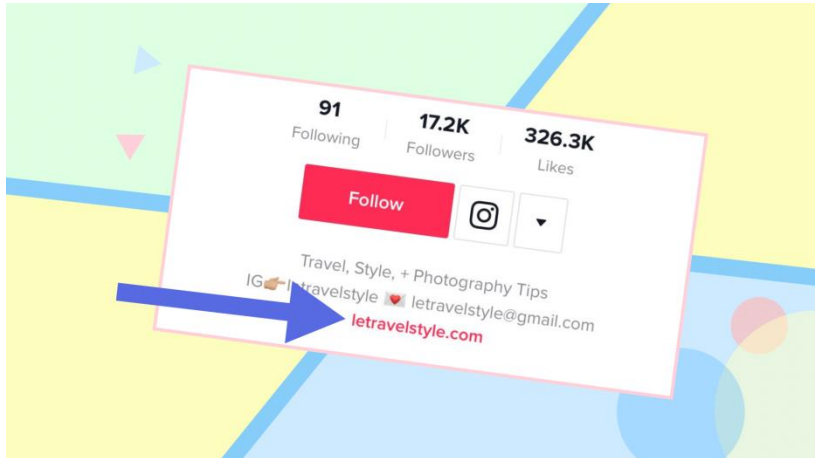 91 17.2K 326.3K
Following Followers Likes
Follow
Travel, Style, + Photography Tips
IG👉🏼letravelstyle 💌 letravelstyle@gmail.com
letravelstyle.com